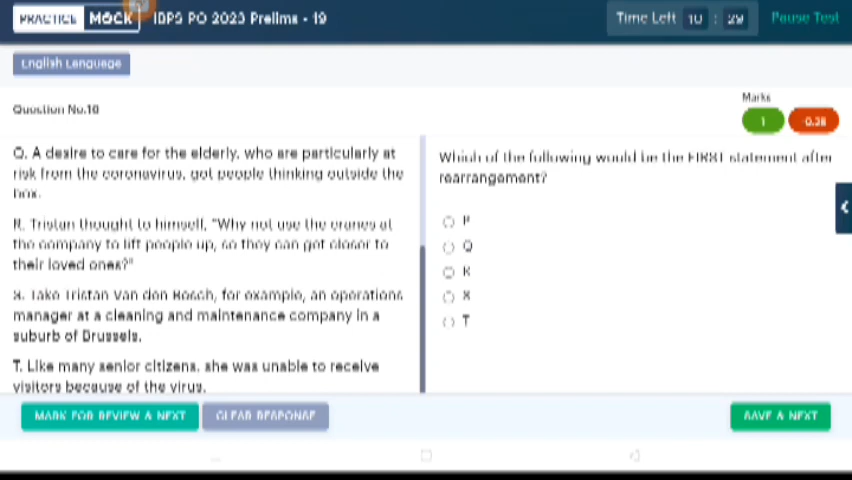 PRACTICE MOCK IBPS PO 2023 Prelims - 19
Time Left 10 : 29 Pause Test
English Language
Question No.10
Marks
1
Q. A desire to care for the elderly, who are particularly at
risk from the coronavirus, got people thinking outside the
box.
R. Tristan thought to himself, "Why not use the cranes at
the company to lift people up, so they can get closer to
their loved ones?"
S. Take Tristan Van den Bosch, for example, an operations
manager at a cleaning and maintenance company in a
suburb of Brussels.
T. Like many senior citizens, she was unable to receive
visitors because of the virus.
Which of the following would be the FIRST statement after
rearrangement?
P
Q
R
S
T
MARK FOR REVIEW & NEXT
CLEAR RESPONSE
SAVE & NEXT